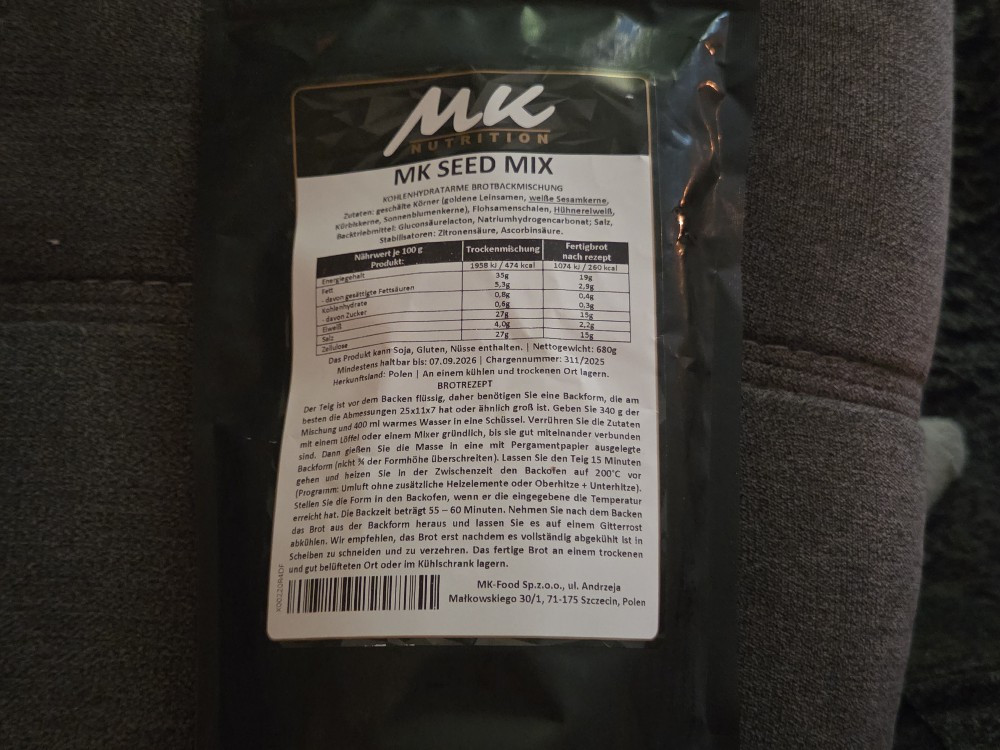 MK
NUTRITION
MK SEED MIX
KOHLENHYDRATARME BROTBACKMISCHUNG
Zutaten: geschälte Körner (goldene Leinsamen, weiße Sesamkerne,
Kürbiskerne, Sonnenblumenkerne), Flohsamenschalen, Hühnereiweiß,
Backtriebmittel: Gluconsäurelacton, Natriumhydrogencarbonat; Salz,
Stabilisatoren: Zitronensäure, Ascorbinsäure.
Nährwert je 100 g Produkt: Trockenmischung Fertigbrot nach rezept
Energiegehalt 1958 kJ / 474 kcal 1074 kJ / 260 kcal
Fett 35g 19g
- davon gesättigte Fettsäuren 5,3g 2,9g
Kohlenhydrate 0,8g 0,4g
- davon Zucker 0,6g 0,3g
Eiweiß 27g 15g
Salz 4,0g 2,2g
Zellulose 27g 15g
Das Produkt kann Soja, Gluten, Nüsse enthalten. | Nettogewicht: 680g
Mindestens haltbar bis: 07.09.2026 | Chargennummer: 311/2025
Herkunftsland: Polen | An einem kühlen und trockenen Ort lagern.
BROTREZEPT
Der Teig ist vor dem Backen flüssig, daher benötigen Sie eine Backform, die am
besten die Abmessungen 25x11x7 hat oder ähnlich groß ist. Geben Sie 340 g der
Mischung und 400 ml warmes Wasser in eine Schüssel. Verrühren Sie die Zutaten
mit einem Löffel oder einem Mixer gründlich, bis sie gut miteinander verbunden
sind. Dann gießen Sie die Masse in eine mit Pergamentpapier ausgelegte
Backform (nicht ¾ der Formhöhe überschreiten). Lassen Sie den Teig 15 Minuten
gehen und heizen Sie in der Zwischenzeit den Backofen auf 200°C vor
(Programm: Umluft ohne zusätzliche Heizelemente oder Oberhitze + Unterhitze).
Stellen Sie die Form in den Backofen, wenn er die eingegebene die Temperatur
erreicht hat. Die Backzeit beträgt 55 – 60 Minuten. Nehmen Sie nach dem Backen
das Brot aus der Backform heraus und lassen Sie es auf einem Gitterrost
abkühlen. Wir empfehlen, das Brot erst nachdem es vollständig abgekühlt ist in
Scheiben zu schneiden und zu verzehren. Das fertige Brot an einem trockenen
und gut belüfteten Ort oder im Kühlschrank lagern.
MK-Food Sp.z.o.o., ul. Andrzeja
Małkowskiego 30/1, 71-175 Szczecin, Polen